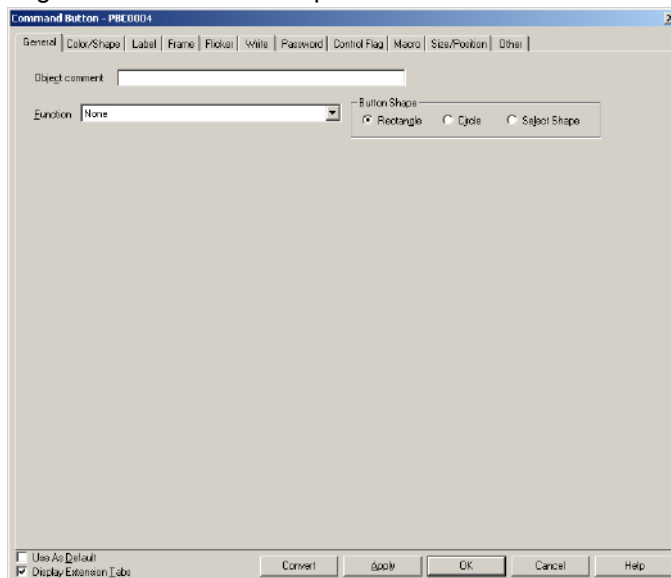 Command Button - PBC0004
General Color/Shape Label Frame Flicker Write Password Control Flag Macro Size/Position Other
Object comment
Function None
Button Shape
Rectangle Circle Select Shape
Use As Default
Display Extension Tabs
Convert Apply OK Cancel Help